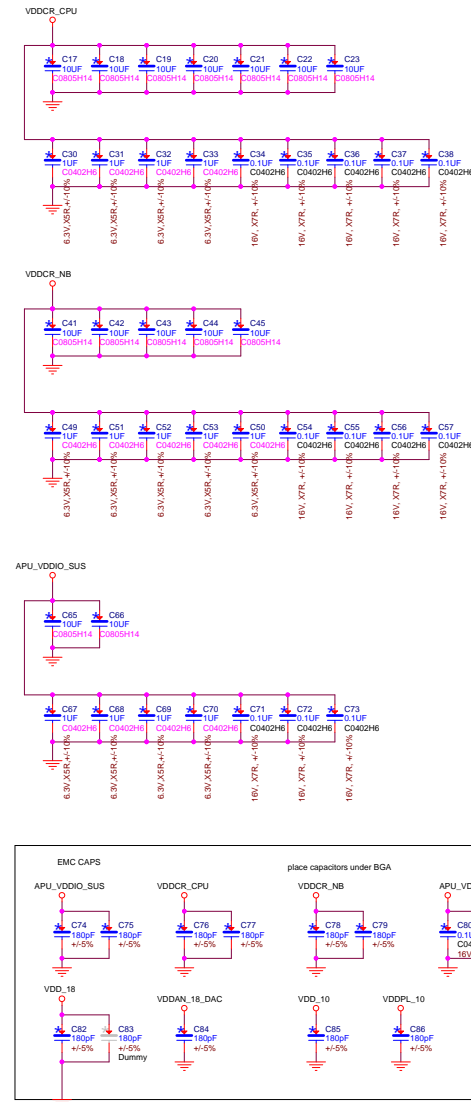 VDDCR_CPU
C17 C18 C19 C20 C21 C22 C23
10UF 10UF 10UF 10UF 10UF 10UF 10UF
C0805H14 C0805H14 C0805H14 C0805H14 C0805H14 C0805H14 C0805H14
C30 C31 C32 C33 C34 C35 C36 C37 C38
1UF 1UF 1UF 1UF 0.1UF 0.1UF 0.1UF 0.1UF 0.1UF
C0402H6 C0402H6 C0402H6 C0402H6 C0402H6 C0402H6 C0402H6 C0402H6 C0402H6
6.3V,X5R,+/-10% 6.3V,X5R,+/-10% 6.3V,X5R,+/-10% 6.3V,X5R,+/-10% 16V, X7R, +/-10% 16V, X7R, +/-10% 16V, X7R, +/-10% 16V, X7R, +/-10% 16V, X7R, +/-10%
VDDCR_NB
C41 C42 C43 C44 C45
10UF 10UF 10UF 10UF 10UF
C0805H14 C0805H14 C0805H14 C0805H14 C0805H14
C49 C51 C52 C53 C50 C54 C55 C56 C57
1UF 1UF 1UF 1UF 1UF 0.1UF 0.1UF 0.1UF 0.1UF
C0402H6 C0402H6 C0402H6 C0402H6 C0402H6 C0402H6 C0402H6 C0402H6 C0402H6
6.3V,X5R,+/-10% 6.3V,X5R,+/-10% 6.3V,X5R,+/-10% 6.3V,X5R,+/-10% 6.3V,X5R,+/-10% 16V, X7R, +/-10% 16V, X7R, +/-10% 16V, X7R, +/-10% 16V, X7R, +/-10%
APU_VDDIO_SUS
C65 C66
10UF 10UF
C0805H14 C0805H14
C67 C68 C69 C70 C71 C72 C73
1UF 1UF 1UF 1UF 0.1UF 0.1UF 0.1UF
C0402H6 C0402H6 C0402H6 C0402H6 C0402H6 C0402H6 C0402H6
6.3V,X5R,+/-10% 6.3V,X5R,+/-10% 6.3V,X5R,+/-10% 6.3V,X5R,+/-10% 16V, X7R, +/-10% 16V, X7R, +/-10% 16V, X7R, +/-10%
EMC CAPS
place capacitors under BGA
APU_VDDIO_SUS VDDCR_CPU VDDCR_NB
C74 C75 C76 C77 C78 C79 C80
180pF 180pF 180pF 180pF 180pF 180pF
+/-5% +/-5% +/-5% +/-5% +/-5% +/-5%
16V
VDD_18 VDDAN_18_DAC VDD_10 VDDPL_10
C82 C83 C84 C85 C86
180pF 180pF 180pF 180pF 180pF
+/-5% +/-5% +/-5% +/-5% +/-5%
Dummy